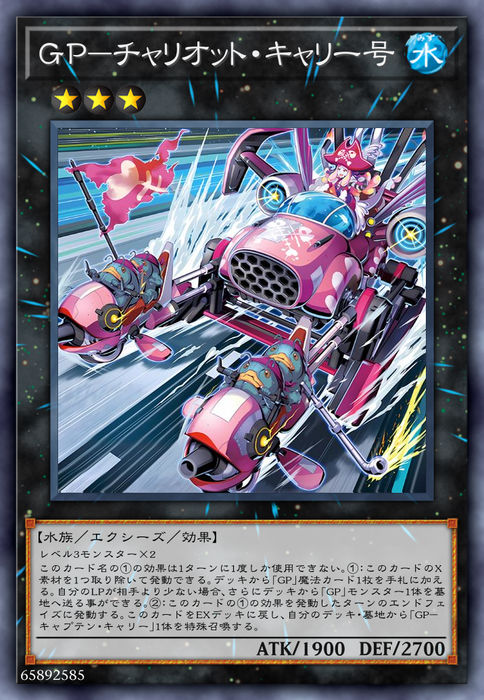 GP－チャリオット・キャリー号
みず
水
【水族／エクシーズ／効果】
レベル3モンスター×2
このカード名の①の効果は1ターンに1度しか使用できない。①：このカードのX
素材を1つ取り除いて発動できる。デッキから「GP」魔法カード1枚を手札に加え
る。自分のLPが相手より少ない場合、さらにデッキから「GP」モンスター1体を墓
地へ送る事ができる。②：このカードの①の効果を発動したターンのエンドフェ
イズに発動する。このカードをEXデッキに戻し、自分のデッキ・墓地から「GP－
キャプテン・キャリー」1体を特殊召喚する。
ATK/1900 DEF/2700
65892585